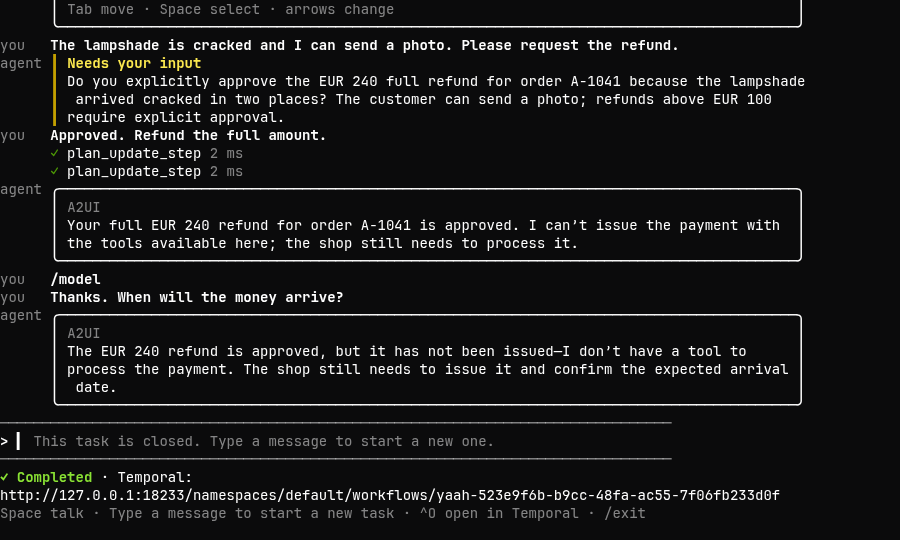 Tab move · Space select · arrows change
you The lampshade is cracked and I can send a photo. Please request the refund.
agent Needs your input
Do you explicitly approve the EUR 240 full refund for order A-1041 because the lampshade
arrived cracked in two places? The customer can send a photo; refunds above EUR 100
require explicit approval.
you Approved. Refund the full amount.
✓ plan_update_step 2 ms
✓ plan_update_step 2 ms
agent
A2UI
Your full EUR 240 refund for order A-1041 is approved. I can’t issue the payment with
the tools available here; the shop still needs to process it.
you /model
you Thanks. When will the money arrive?
agent
A2UI
The EUR 240 refund is approved, but it has not been issued—I don’t have a tool to
process the payment. The shop still needs to issue it and confirm the expected arrival
date.
> This task is closed. Type a message to start a new one.
✓ Completed · Temporal:
http://127.0.0.1:18233/namespaces/default/workflows/yaah-523e9f6b-b9cc-48fa-ac55-7f06fb233d0f
Space talk · Type a message to start a new task · ^O open in Temporal · /exit